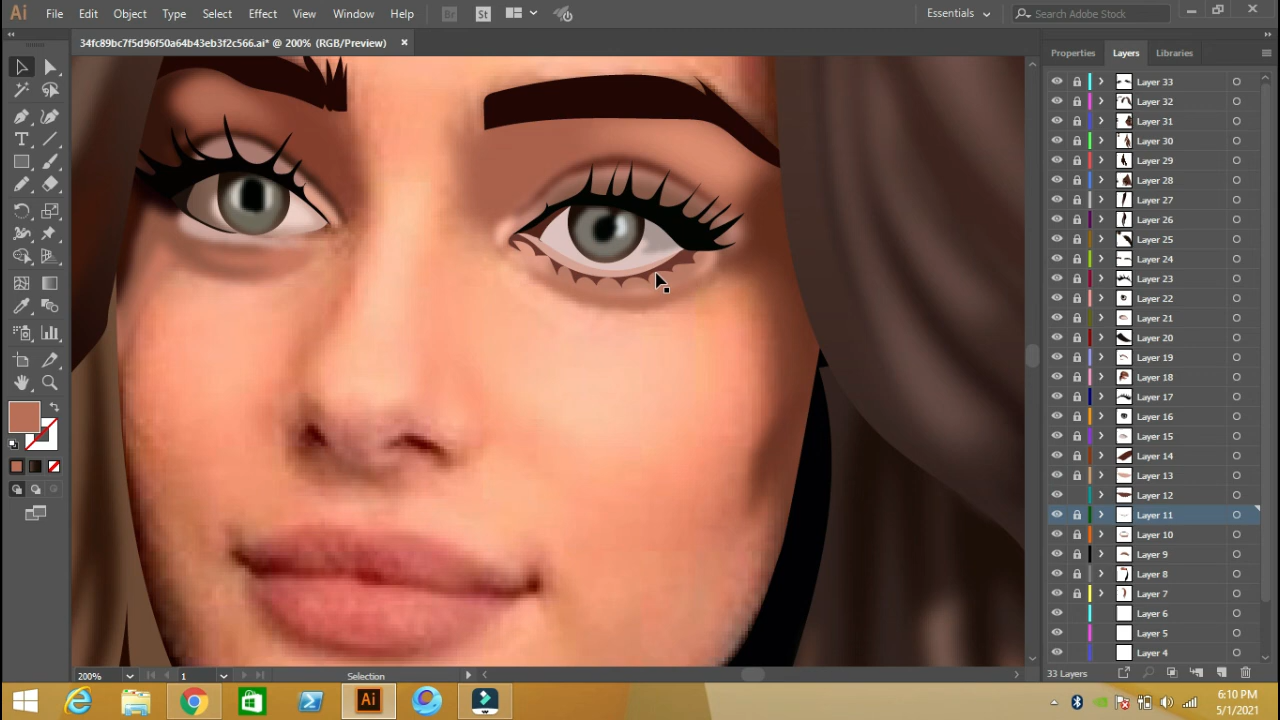 Ai File Edit Object Type Select Effect View Window Help Br St Essentials Search Adobe Stock
34fc89bc7f5d96f50a64b43eb3f2c566.ai* @ 200% (RGB/Preview) ×
Properties Layers Libraries
Layer 33
Layer 32
Layer 31
Layer 30
Layer 29
Layer 28
Layer 27
Layer 26
Layer 25
Layer 24
Layer 23
Layer 22
Layer 21
Layer 20
Layer 19
Layer 18
Layer 17
Layer 16
Layer 15
Layer 14
Layer 13
Layer 12
Layer 11
Layer 10
Layer 9
Layer 8
Layer 7
Layer 6
Layer 5
Layer 4
200% 1 Selection 33 Layers
Ai 6:10 PM
5/1/2021